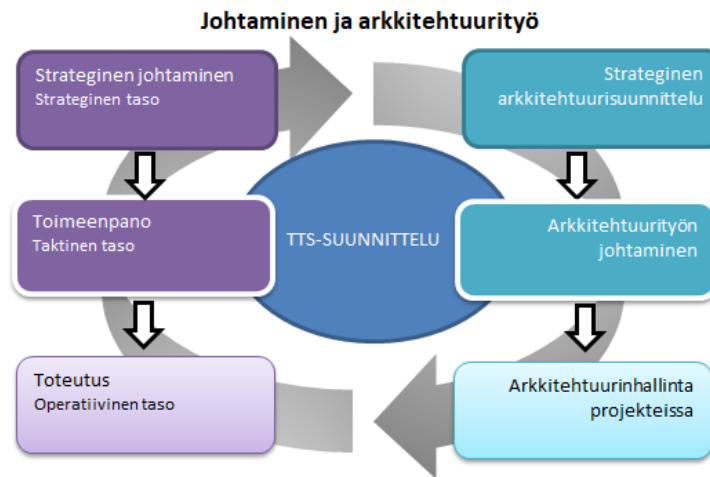 Johtaminen ja arkkitehtuurityö
Strateginen johtaminen
Strateginen taso
Strateginen
arkkitehtuurisuunnittelu
Toimeenpano
Taktinen taso
TTS-SUUNNITTELU
Arkkitehtuurityön
johtaminen
Toteutus
Operatiivinen taso
Arkkitehtuurinhallinta
projekteissa